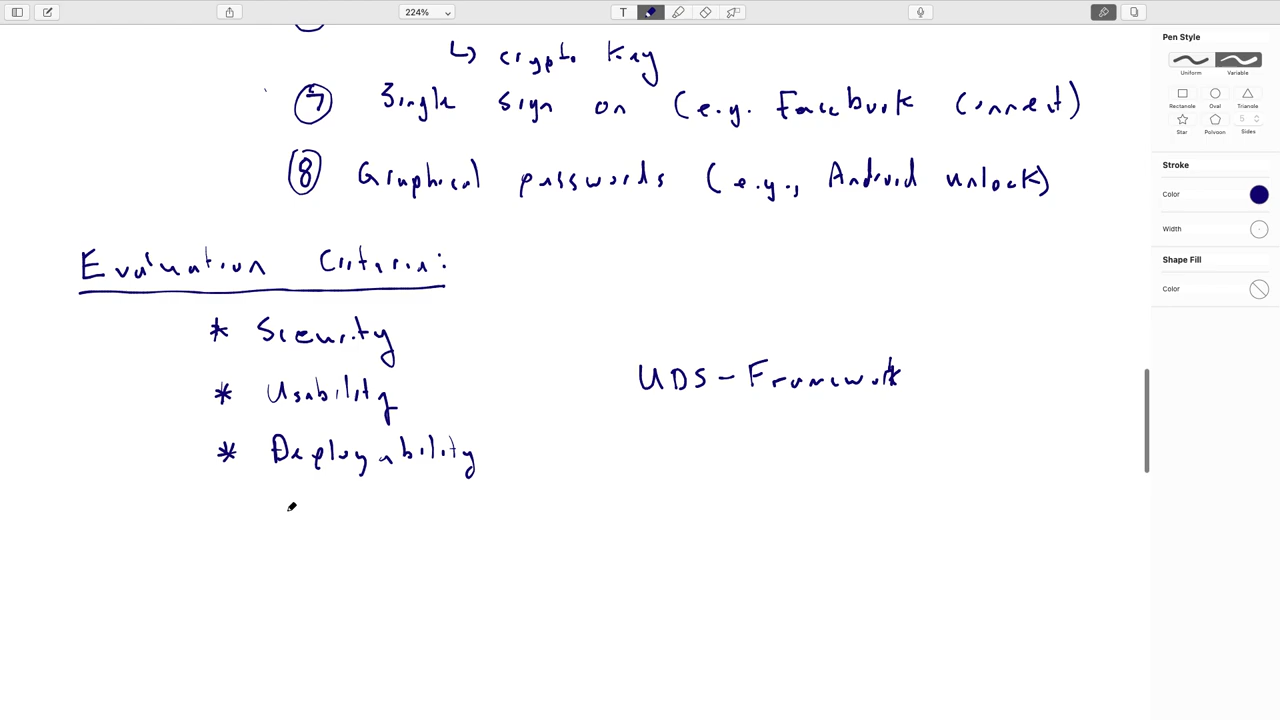 224%
T
↳ crypto key
⑦ Single sign on (e.g. Facebook Connect)
⑧ Graphical passwords (e.g., Android unlock)
Evaluation Criteria:
* Security
* Usability
* Deployability
UDS - Framework
Pen Style
Uniform Variable
Rectangle Oval Triangle
Star Polygon 5 Sides
Stroke
Color
Width
Shape Fill
Color